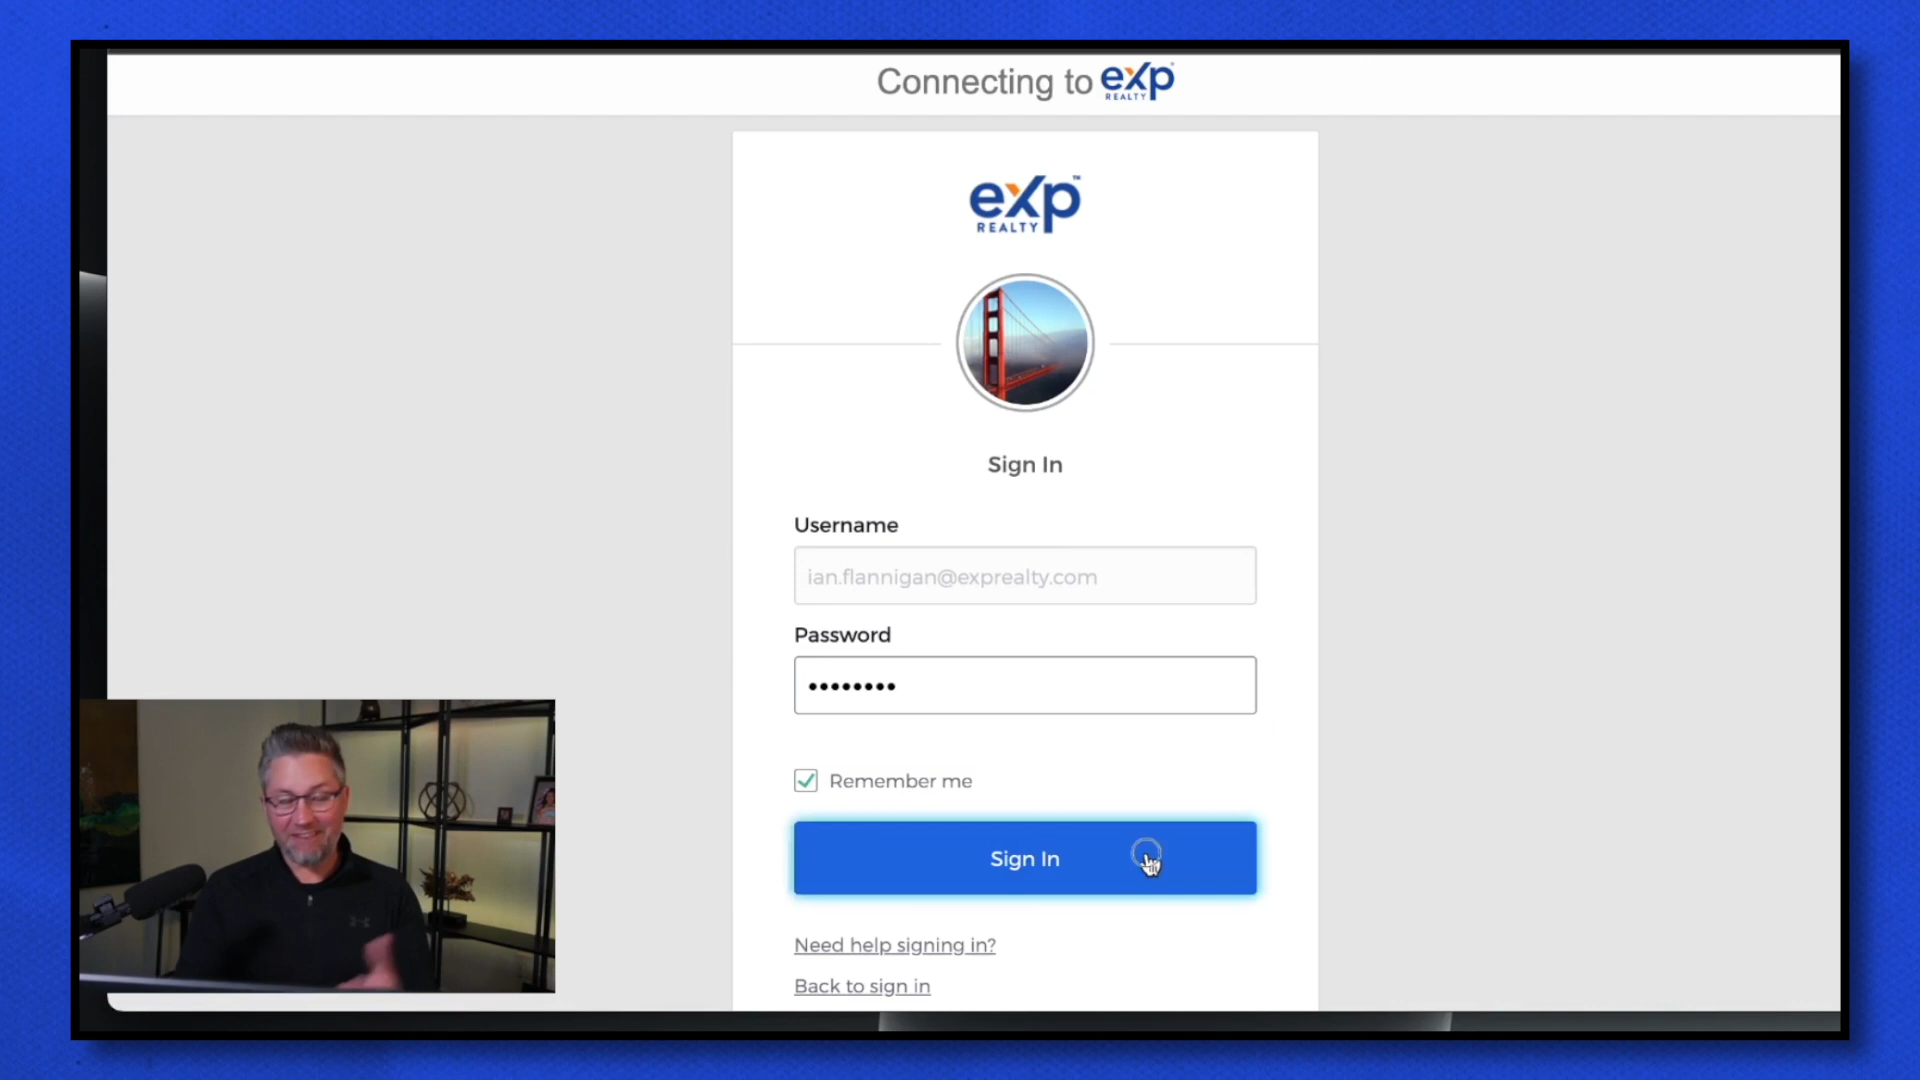 Connecting to eXp REALTY
eXp™
REALTY
Sign In
Username
ian.flannigan@exprealty.com
Password
••••••••
Remember me
Sign In
Need help signing in?
Back to sign in